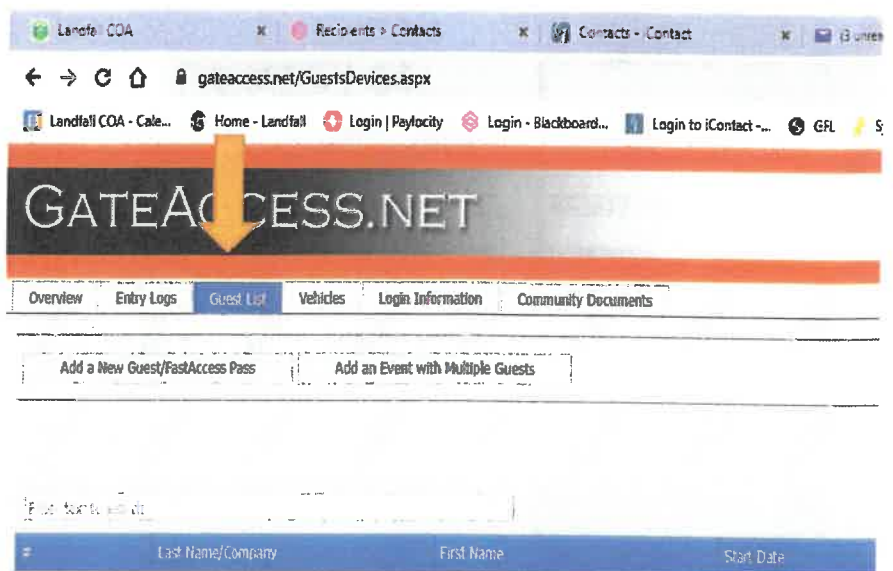 Landfall COA Recipients > Contacts Contacts - iContact
gateaccess.net/GuestsDevices.aspx
Landfall COA - Cale... Home - Landfall Login | Paylocity Login - Blackboard... Login to iContact -... GFL
GATEACCESS.NET
Overview Entry Logs Guest List Vehicles Login Information Community Documents
Add a New Guest/FastAccess Pass Add an Event with Multiple Guests
# Last Name/Company First Name Start Date